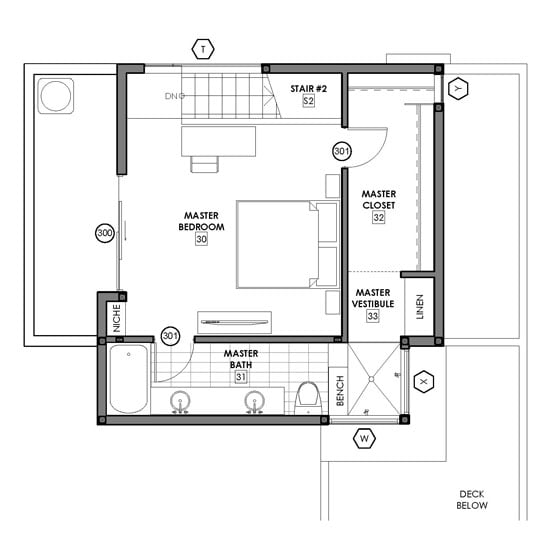 T
DN
STAIR #2
S2
Y
301
MASTER
CLOSET
32
MASTER
BEDROOM
30
300
MASTER
VESTIBULE
33
LINEN
NICHE
301
MASTER
BATH
31
BENCH
X
W
DECK
BELOW